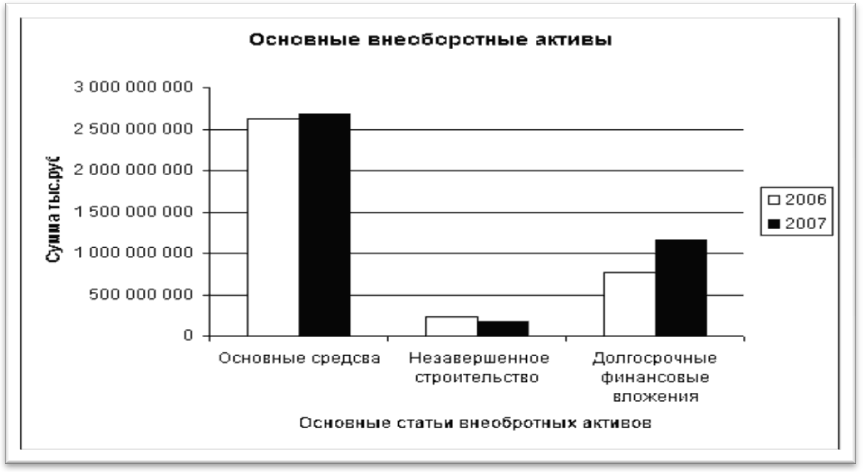 Основные внеоборотные активы
3 000 000 000
2 500 000 000
2 000 000 000
1 500 000 000
1 000 000 000
500 000 000
0
Сумма тыс.руб
2006
2007
Основные средсва
Незавершенное
строительство
Долгосрочные
финансовые
вложения
Основные статьи внеобротных активов